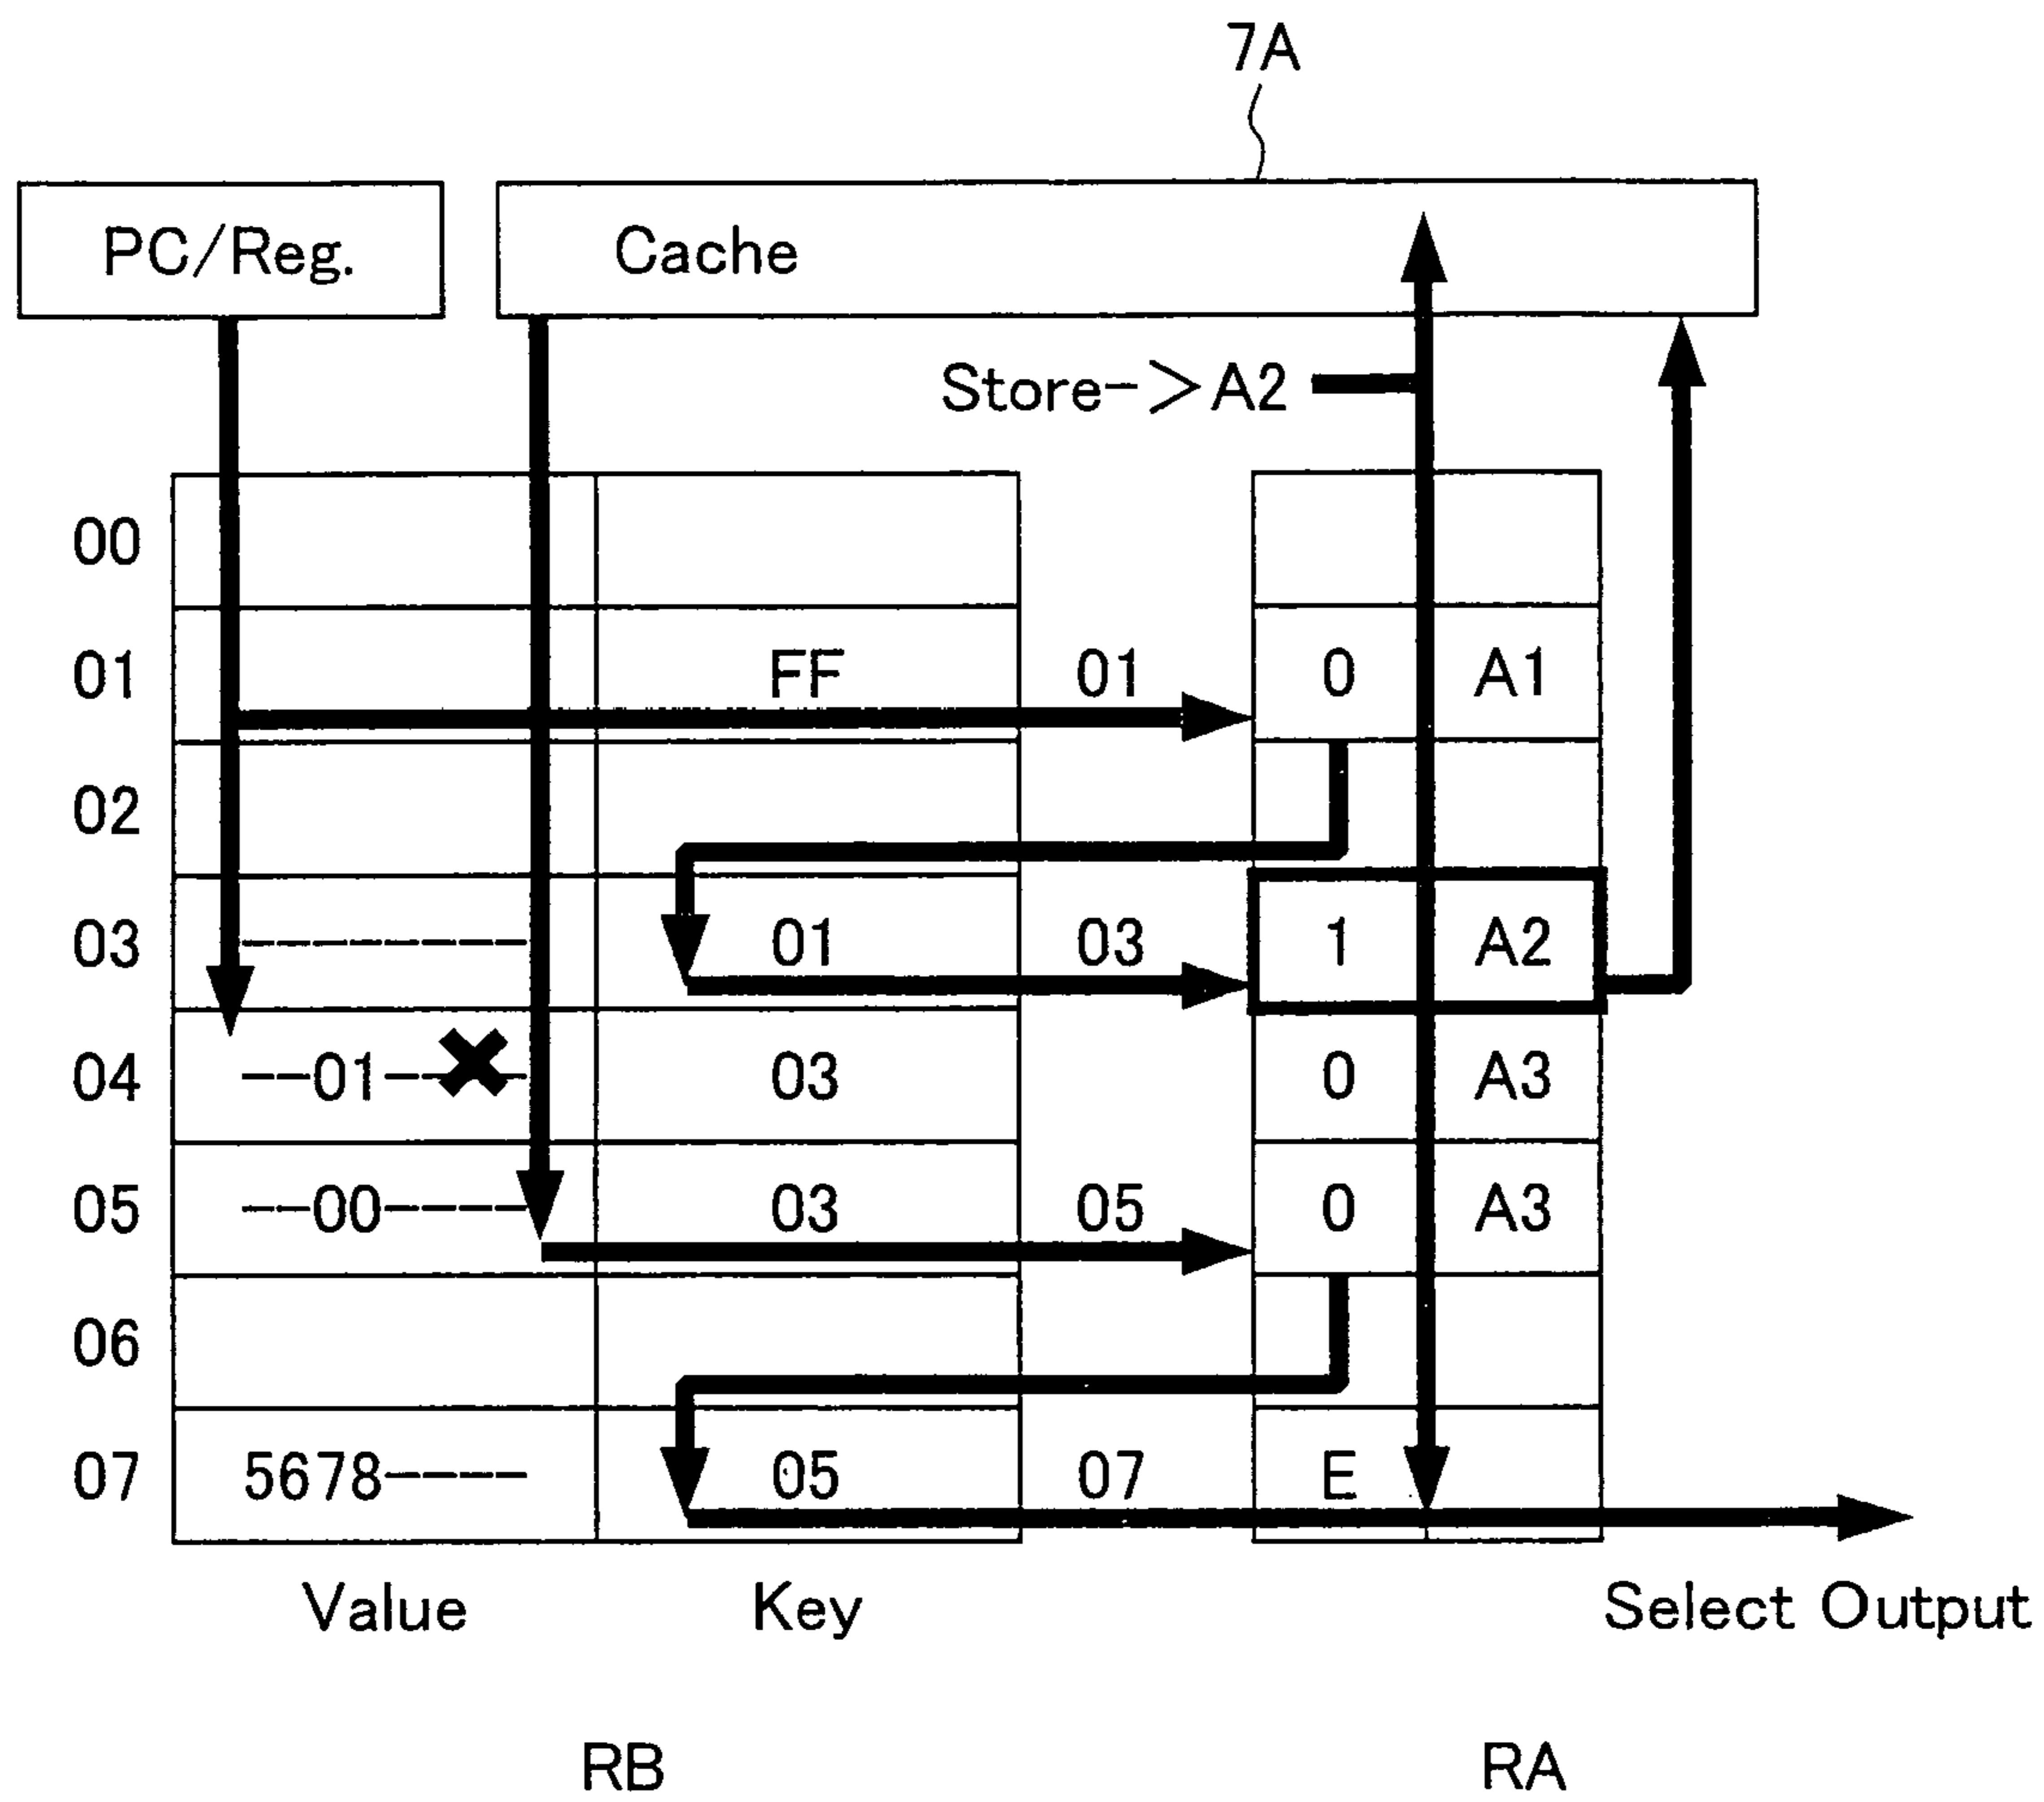 7A
PC/Reg. Cache
Store->A2
00
01 FF 01 0 A1
02
03 --------- 01 03 1 A2
04 --01---- 03 0 A3
05 --00---- 03 05 0 A3
06
07 5678---- 05 07 E
Value Key Select Output
RB RA